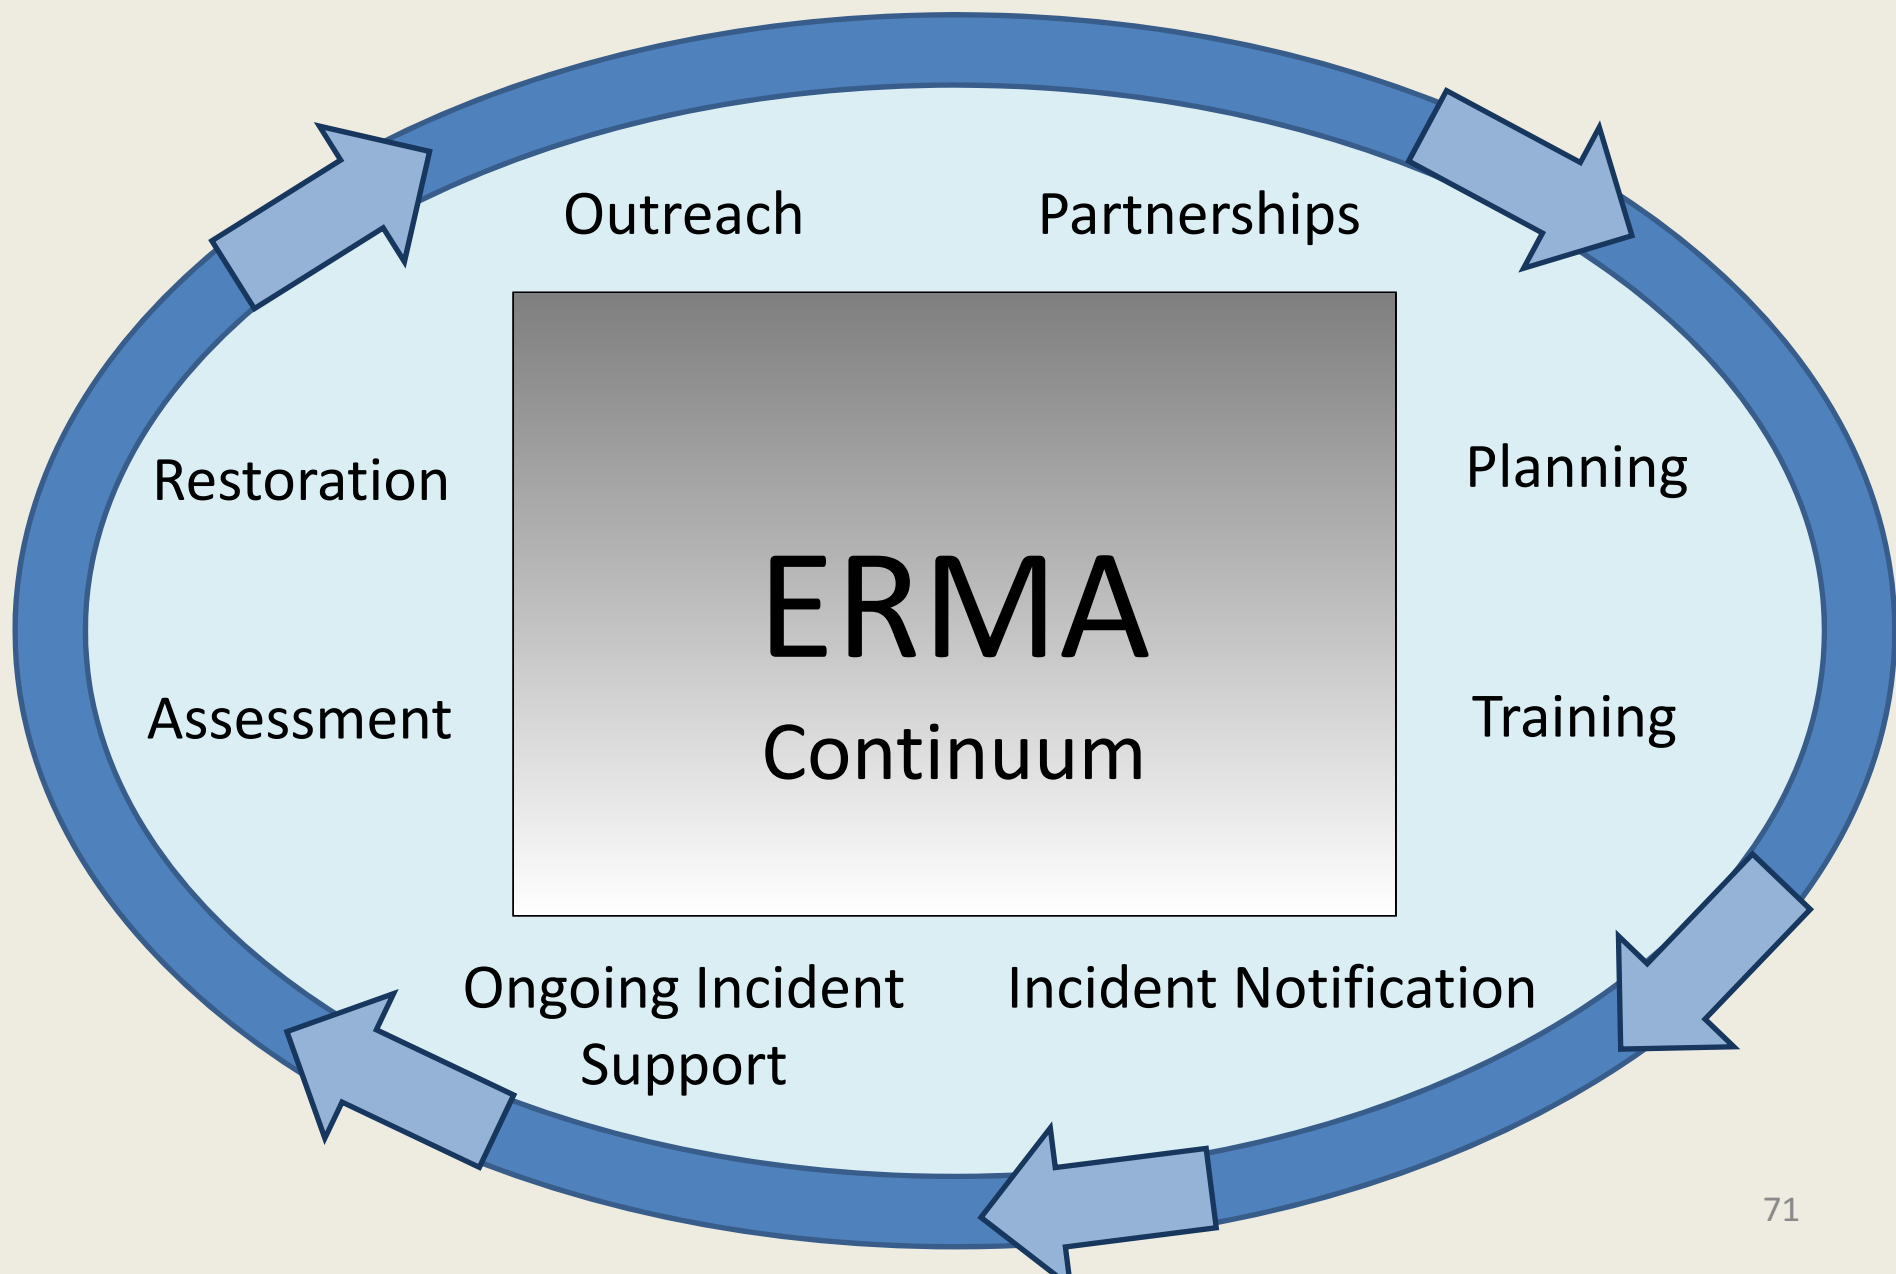 Outreach
Partnerships
Restoration
Planning
ERMA
Assessment
Training
Continuum
Ongoing Incident
Support
Incident Notification
71